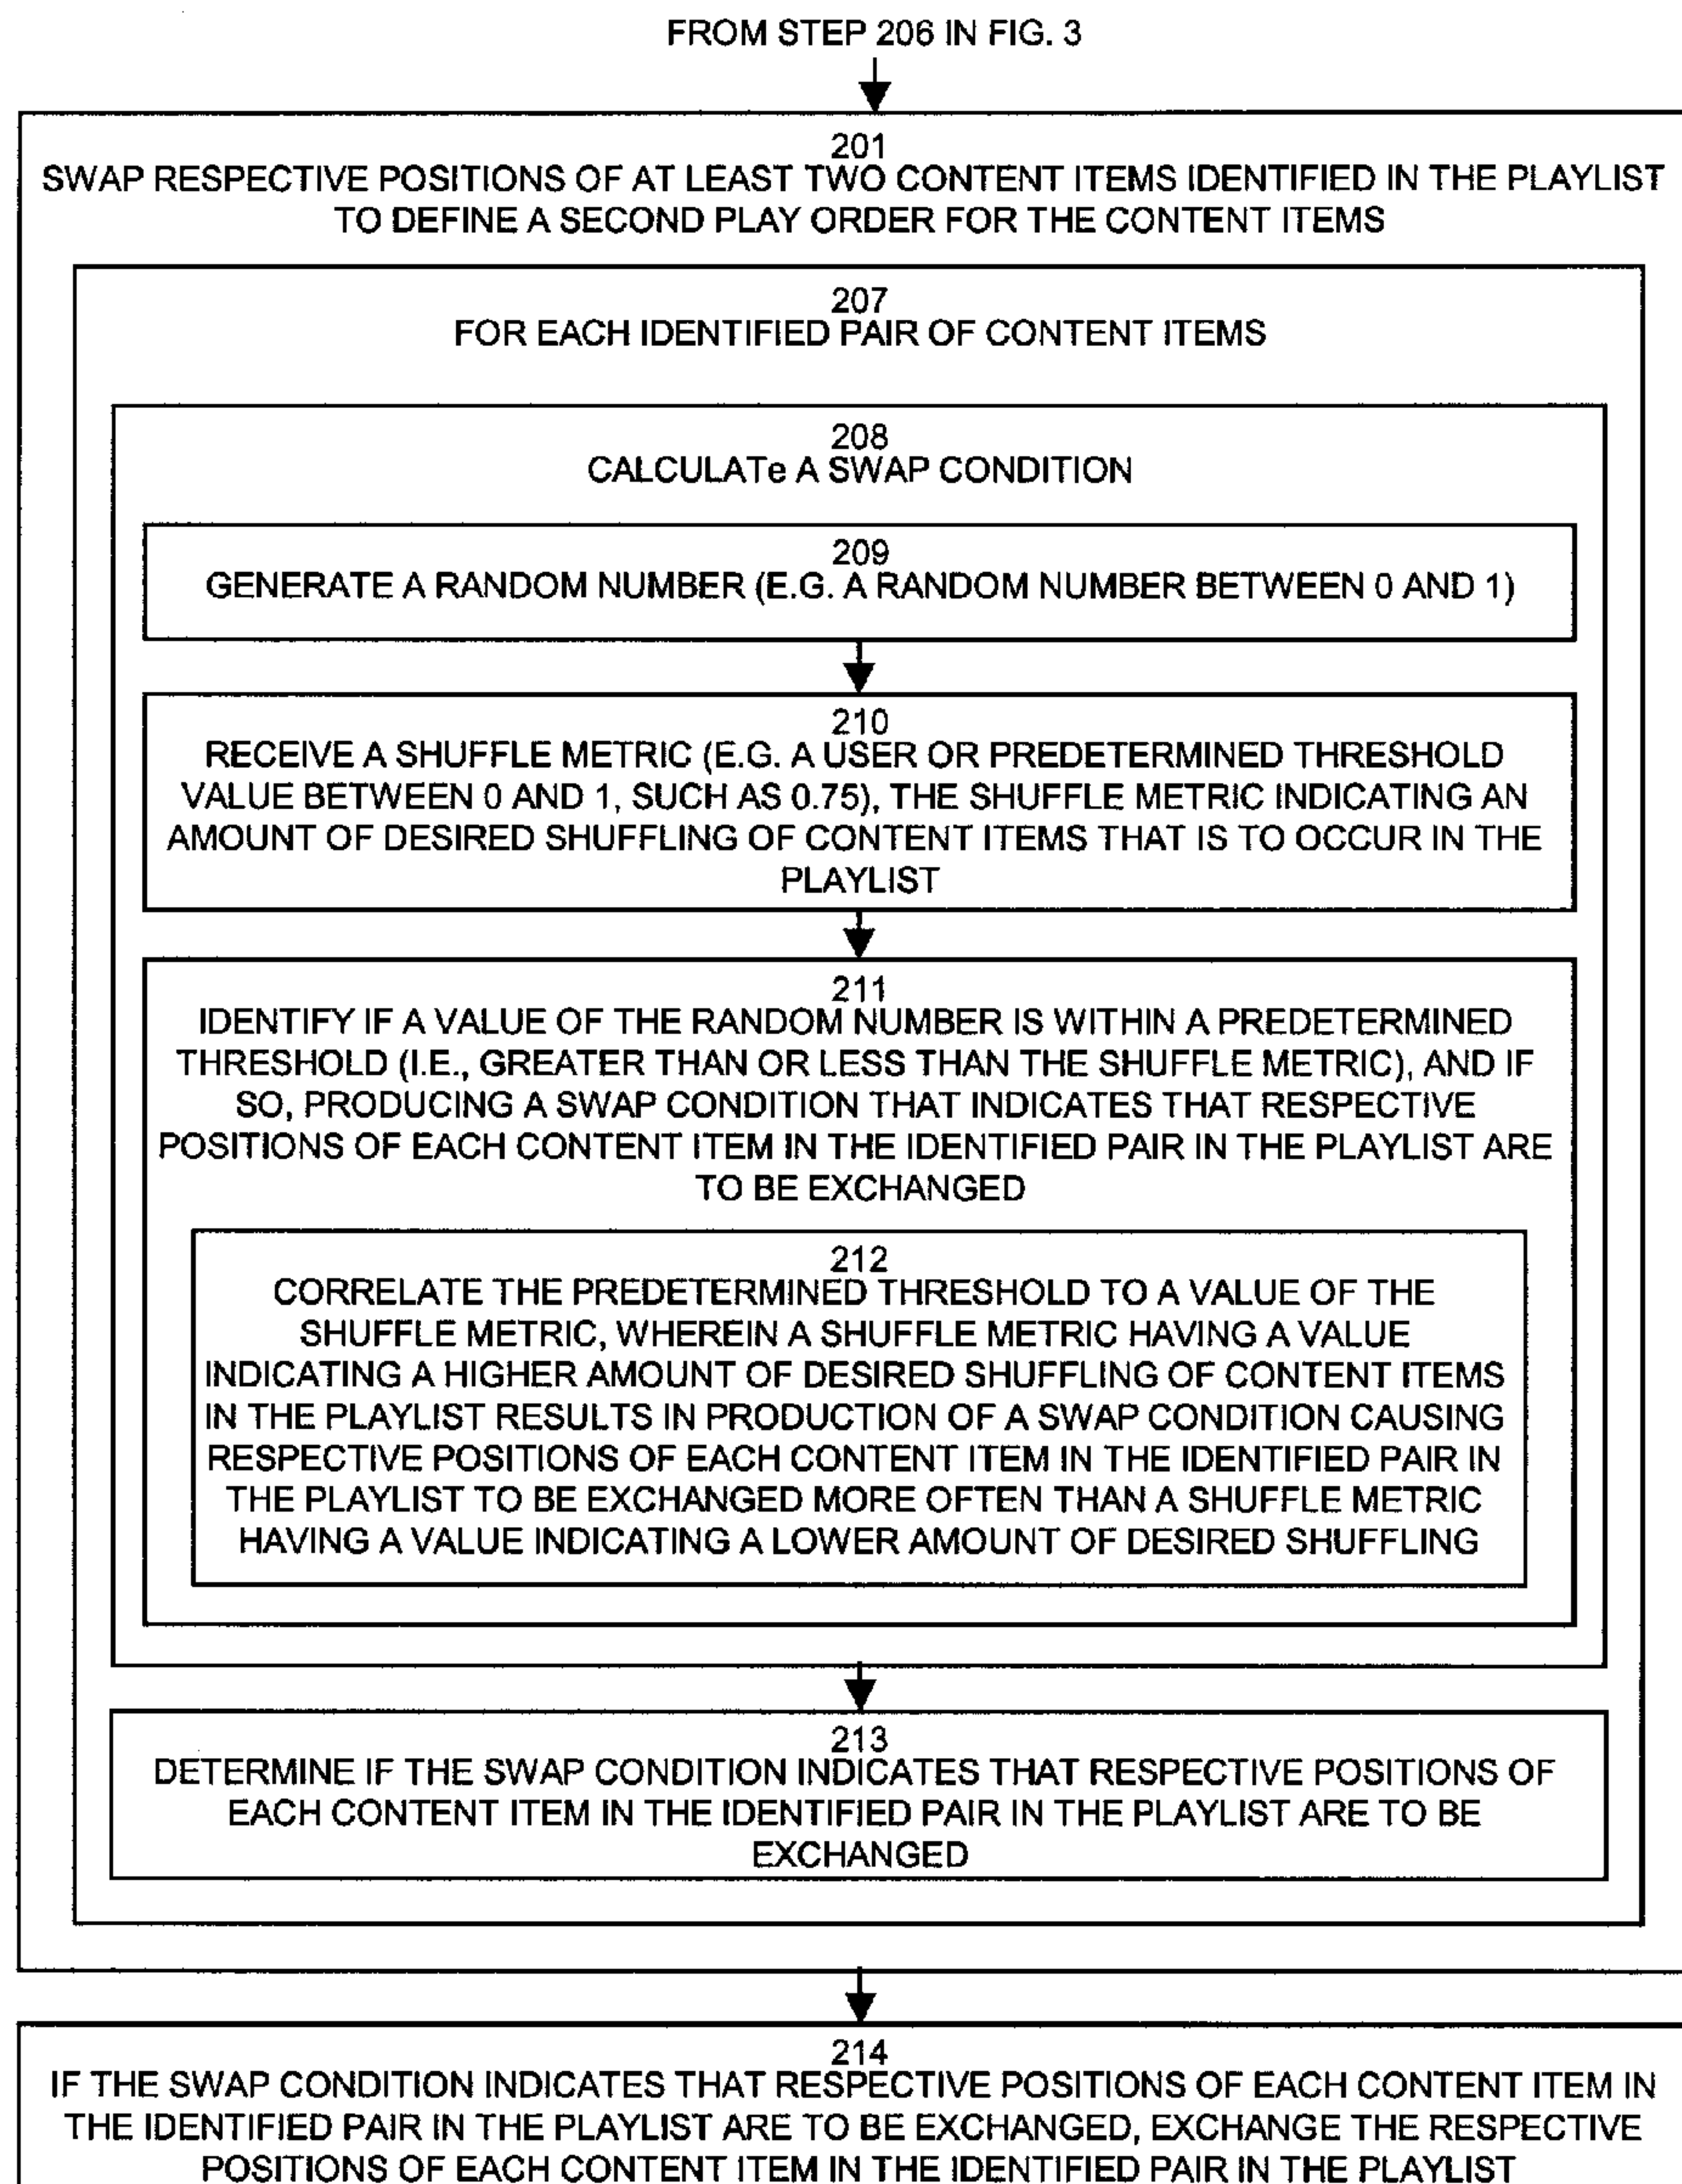 FROM STEP 206 IN FIG. 3
201
SWAP RESPECTIVE POSITIONS OF AT LEAST TWO CONTENT ITEMS IDENTIFIED IN THE PLAYLIST
TO DEFINE A SECOND PLAY ORDER FOR THE CONTENT ITEMS
207
FOR EACH IDENTIFIED PAIR OF CONTENT ITEMS
208
CALCULATe A SWAP CONDITION
209
GENERATE A RANDOM NUMBER (E.G. A RANDOM NUMBER BETWEEN 0 AND 1)
210
RECEIVE A SHUFFLE METRIC (E.G. A USER OR PREDETERMINED THRESHOLD
VALUE BETWEEN 0 AND 1, SUCH AS 0.75), THE SHUFFLE METRIC INDICATING AN
AMOUNT OF DESIRED SHUFFLING OF CONTENT ITEMS THAT IS TO OCCUR IN THE
PLAYLIST
211
IDENTIFY IF A VALUE OF THE RANDOM NUMBER IS WITHIN A PREDETERMINED
THRESHOLD (I.E., GREATER THAN OR LESS THAN THE SHUFFLE METRIC), AND IF
SO, PRODUCING A SWAP CONDITION THAT INDICATES THAT RESPECTIVE
POSITIONS OF EACH CONTENT ITEM IN THE IDENTIFIED PAIR IN THE PLAYLIST ARE
TO BE EXCHANGED
212
CORRELATE THE PREDETERMINED THRESHOLD TO A VALUE OF THE
SHUFFLE METRIC, WHEREIN A SHUFFLE METRIC HAVING A VALUE
INDICATING A HIGHER AMOUNT OF DESIRED SHUFFLING OF CONTENT ITEMS
IN THE PLAYLIST RESULTS IN PRODUCTION OF A SWAP CONDITION CAUSING
RESPECTIVE POSITIONS OF EACH CONTENT ITEM IN THE IDENTIFIED PAIR IN
THE PLAYLIST TO BE EXCHANGED MORE OFTEN THAN A SHUFFLE METRIC
HAVING A VALUE INDICATING A LOWER AMOUNT OF DESIRED SHUFFLING
213
DETERMINE IF THE SWAP CONDITION INDICATES THAT RESPECTIVE POSITIONS OF
EACH CONTENT ITEM IN THE IDENTIFIED PAIR IN THE PLAYLIST ARE TO BE
EXCHANGED
214
IF THE SWAP CONDITION INDICATES THAT RESPECTIVE POSITIONS OF EACH CONTENT ITEM IN
THE IDENTIFIED PAIR IN THE PLAYLIST ARE TO BE EXCHANGED, EXCHANGE THE RESPECTIVE
POSITIONS OF EACH CONTENT ITEM IN THE IDENTIFIED PAIR IN THE PLAYLIST